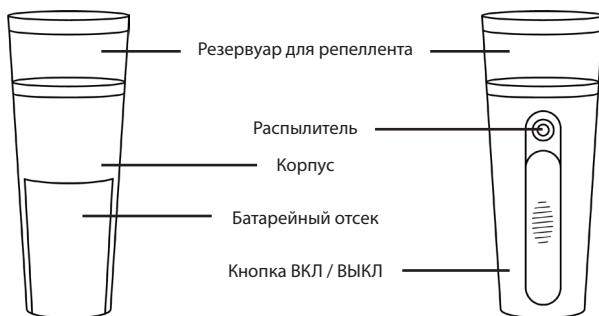 Резервуар для репеллента
Распылитель
Корпус
Батарейный отсек
Кнопка ВКЛ / ВЫКЛ